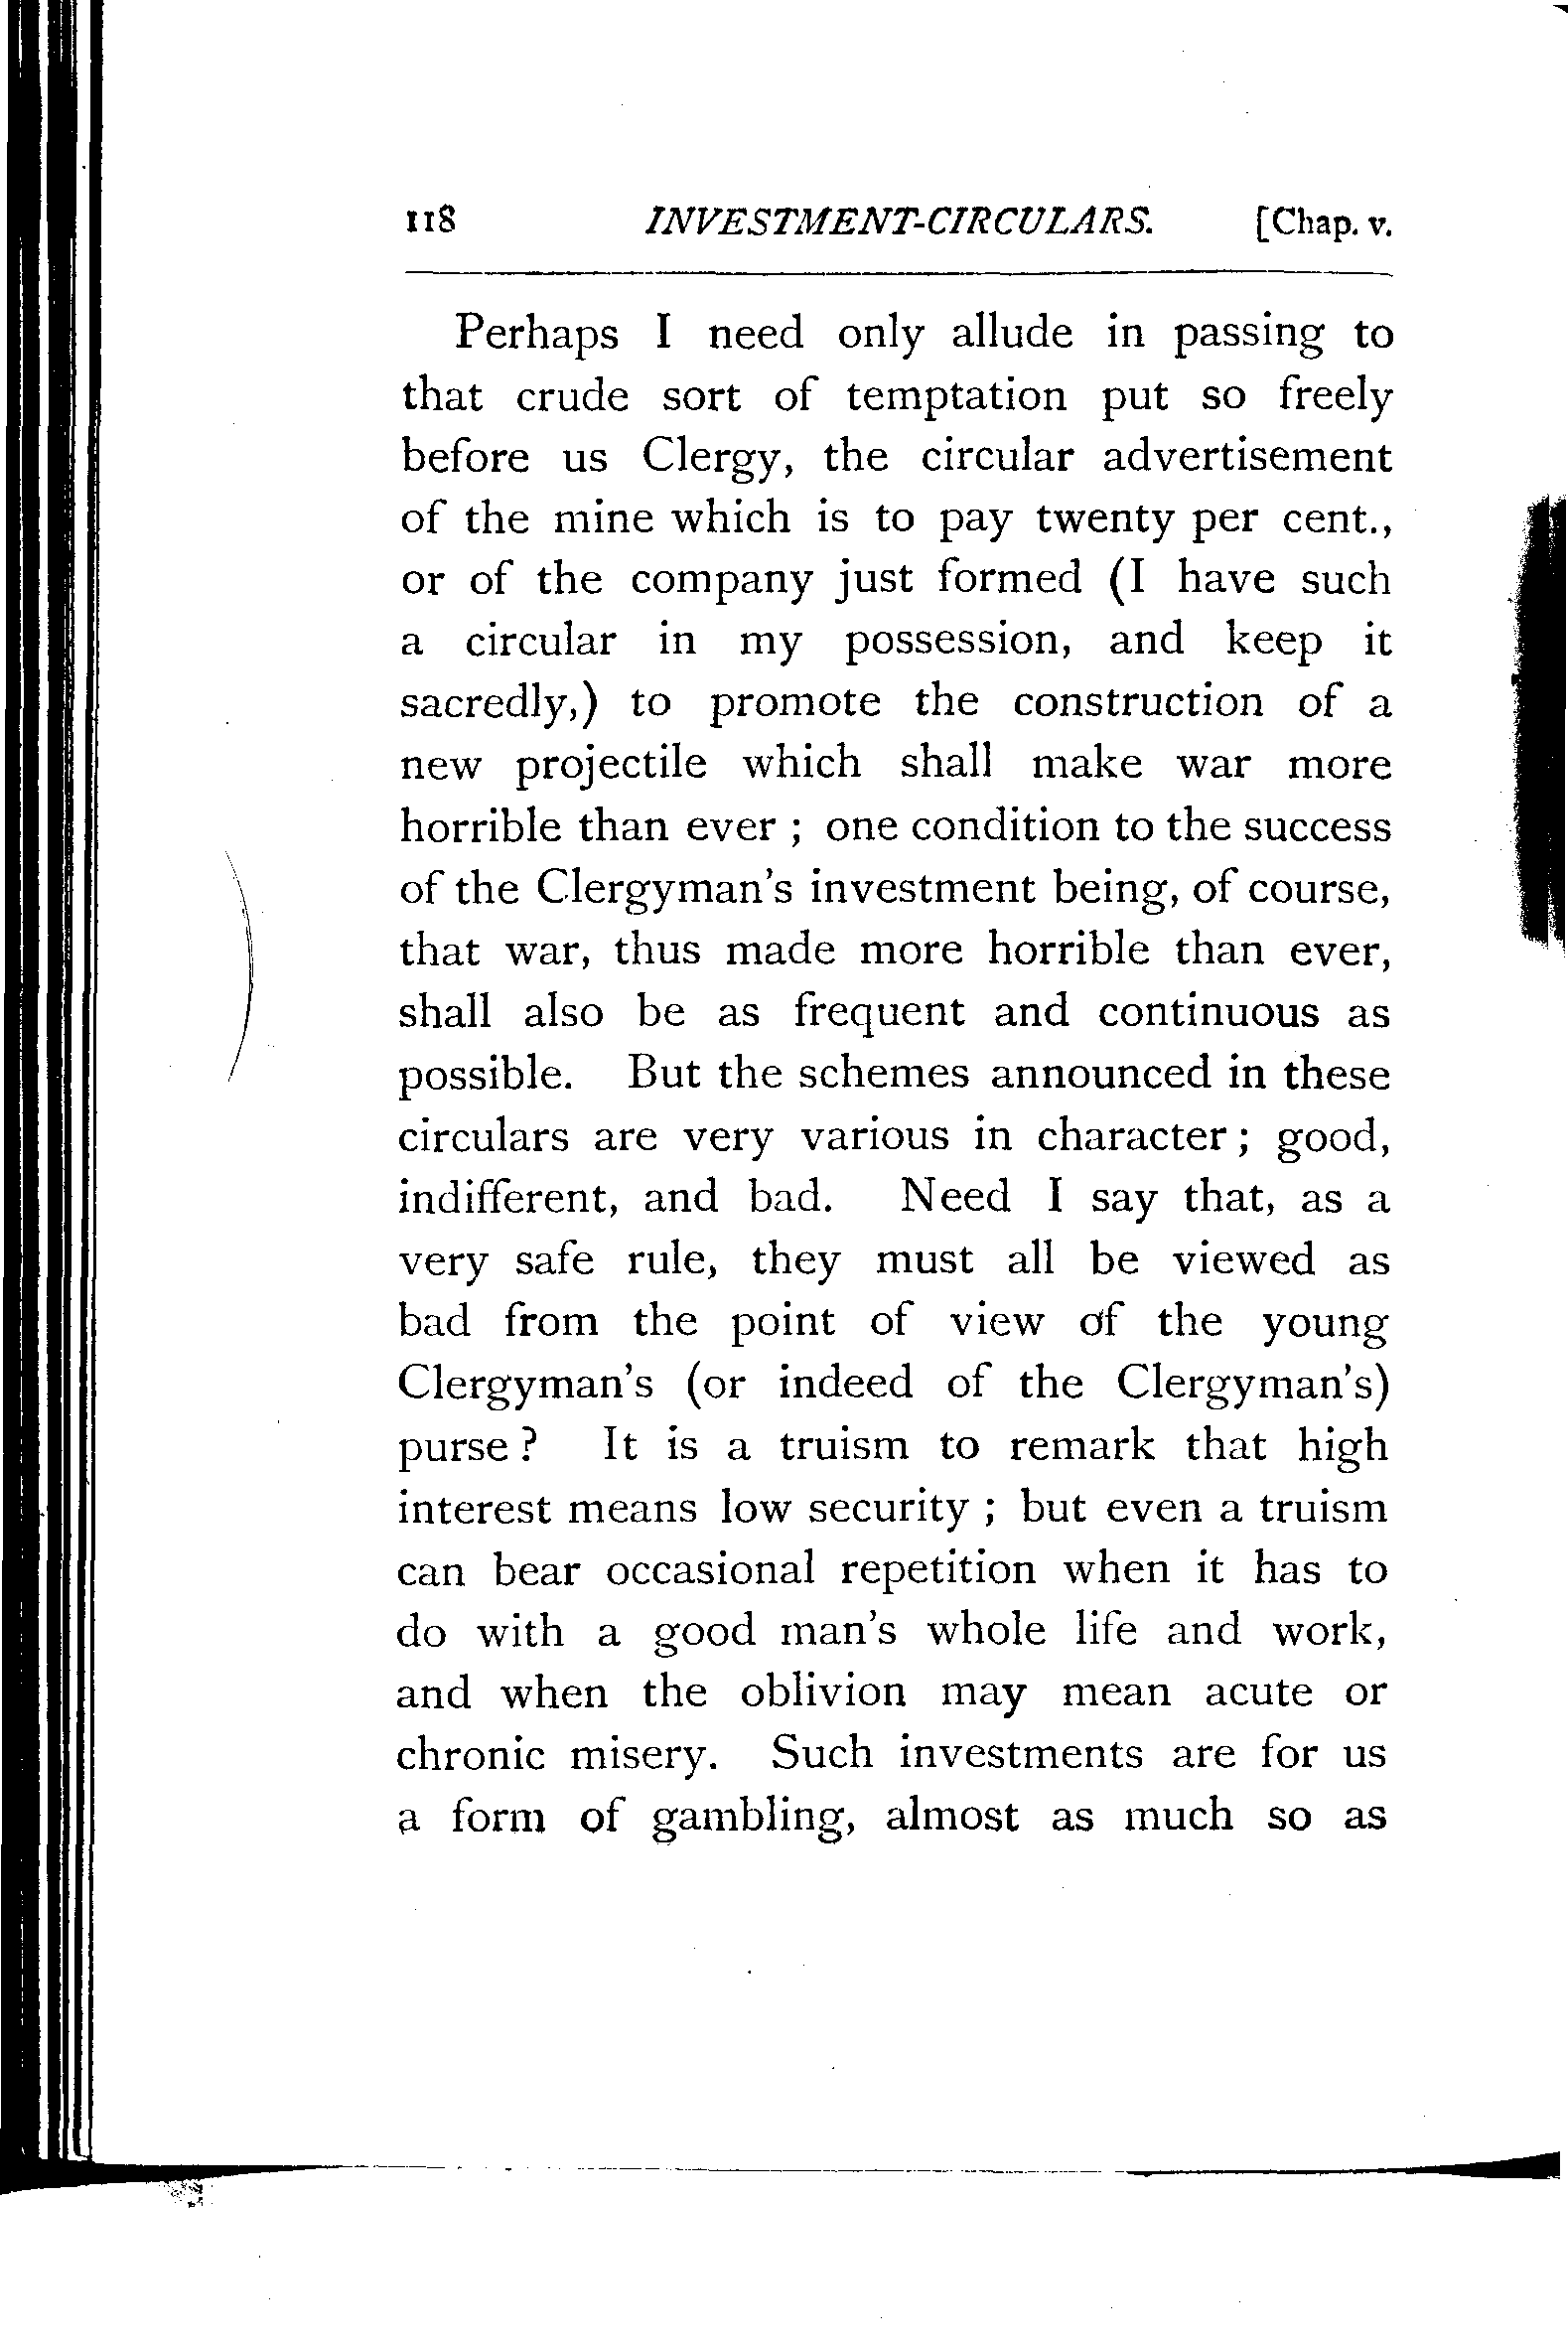 118 INVESTMENT-CIRCULARS. [Chap. v.
Perhaps I need only allude in passing to
that crude sort of temptation put so freely
before us Clergy, the circular advertisement
of the mine which is to pay twenty per cent.,
or of the company just formed (I have such
a circular in my possession, and keep it
sacredly,) to promote the construction of a
new projectile which shall make war more
horrible than ever ; one condition to the success
of the Clergyman's investment being, of course,
that war, thus made more horrible than ever,
shall also be as frequent and continuous as
possible. But the schemes announced in these
circulars are very various in character ; good,
indifferent, and bad. Need I say that, as a
very safe rule, they must all be viewed as
bad from the point of view of the young
Clergyman's (or indeed of the Clergyman's)
purse ? It is a truism to remark that high
interest means low security ; but even a truism
can bear occasional repetition when it has to
do with a good man's whole life and work,
and when the oblivion may mean acute or
chronic misery. Such investments are for us
a form of gambling, almost as much so as